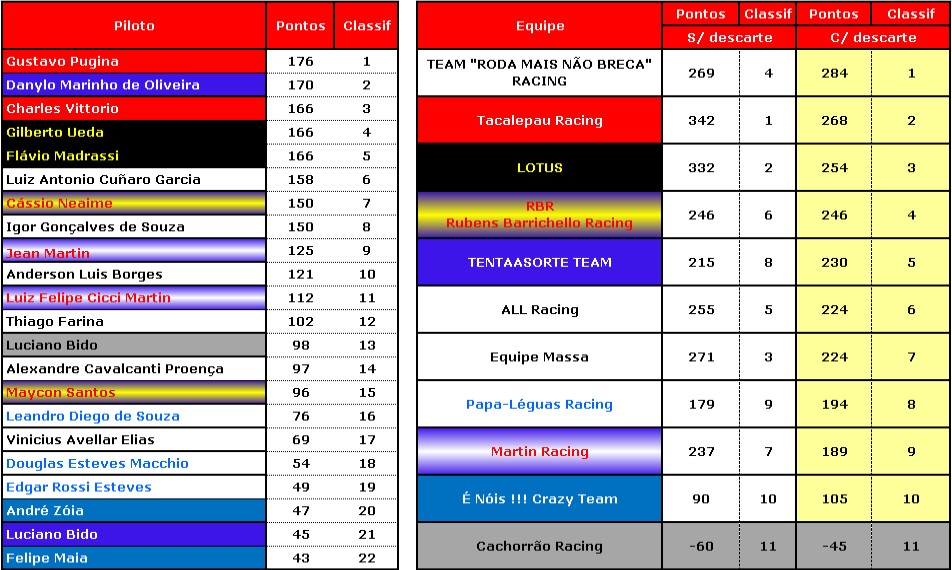 Piloto Pontos Classif
Gustavo Pugina 176 1
Danylo Marinho de Oliveira 170 2
Charles Vittorio 166 3
Gilberto Ueda 166 4
Flávio Madrassi 166 5
Luiz Antonio Cuñaro Garcia 158 6
Cássio Neaime 150 7
Igor Gonçalves de Souza 150 8
Jean Martin 125 9
Anderson Luis Borges 121 10
Luiz Felipe Cicci Martin 112 11
Thiago Farina 102 12
Luciano Bido 98 13
Alexandre Cavalcanti Proença 97 14
Maycon Santos 96 15
Leandro Diego de Souza 76 16
Vinicius Avellar Elias 69 17
Douglas Esteves Macchio 54 18
Edgar Rossi Esteves 49 19
André Zóia 47 20
Luciano Bido 45 21
Felipe Maia 43 22
Equipe Pontos Classif Pontos Classif
S/ descarte C/ descarte
TEAM "RODA MAIS NÃO BRECA"
RACING 269 4 284 1
Tacalepau Racing 342 1 268 2
LOTUS 332 2 254 3
RBR
Rubens Barrichello Racing 246 6 246 4
TENTAASORTE TEAM 215 8 230 5
ALL Racing 255 5 224 6
Equipe Massa 271 3 224 7
Papa-Léguas Racing 179 9 194 8
Martin Racing 237 7 189 9
É Nóis !!! Crazy Team 90 10 105 10
Cachorrão Racing -60 11 -45 11